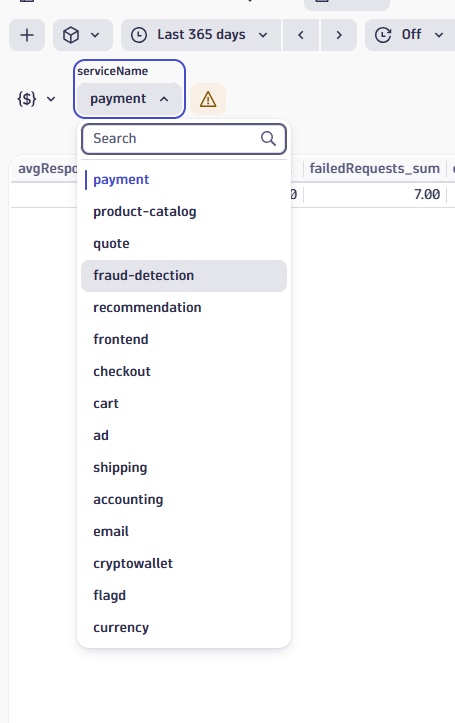 Last 365 days
Off
serviceName
{$}
payment
Search
avgRespo
failedRequests_sum
0
7.00
payment
product-catalog
quote
fraud-detection
recommendation
frontend
checkout
cart
ad
shipping
accounting
email
cryptowallet
flagd
currency